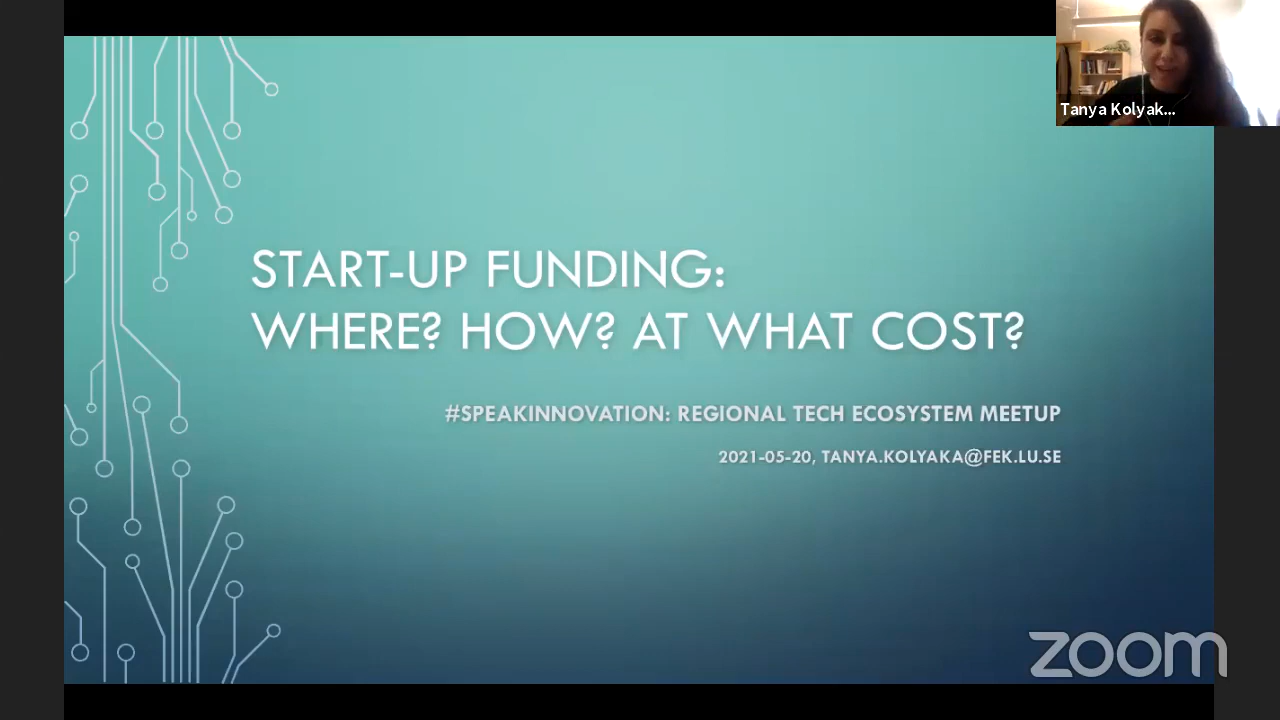 Tanya Kolyak...
START-UP FUNDING:
WHERE? HOW? AT WHAT COST?
#SPEAKINNOVATION: REGIONAL TECH ECOSYSTEM MEETUP
2021-05-20, TANYA.KOLYAKA@FEK.LU.SE
zoom